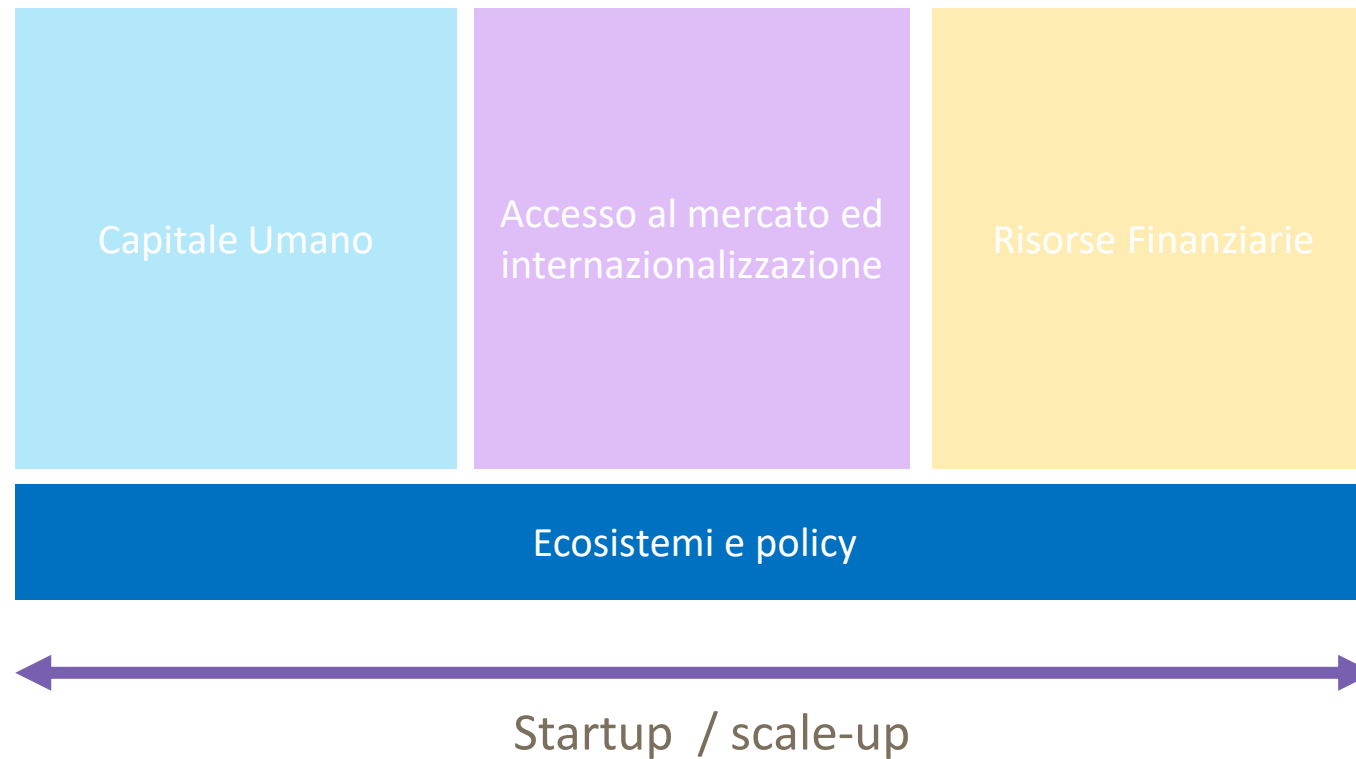 Capitale Umano
Accesso al mercato ed
internazionalizzazione
Risorse Finanziarie
Ecosistemi e policy
Startup / scale-up